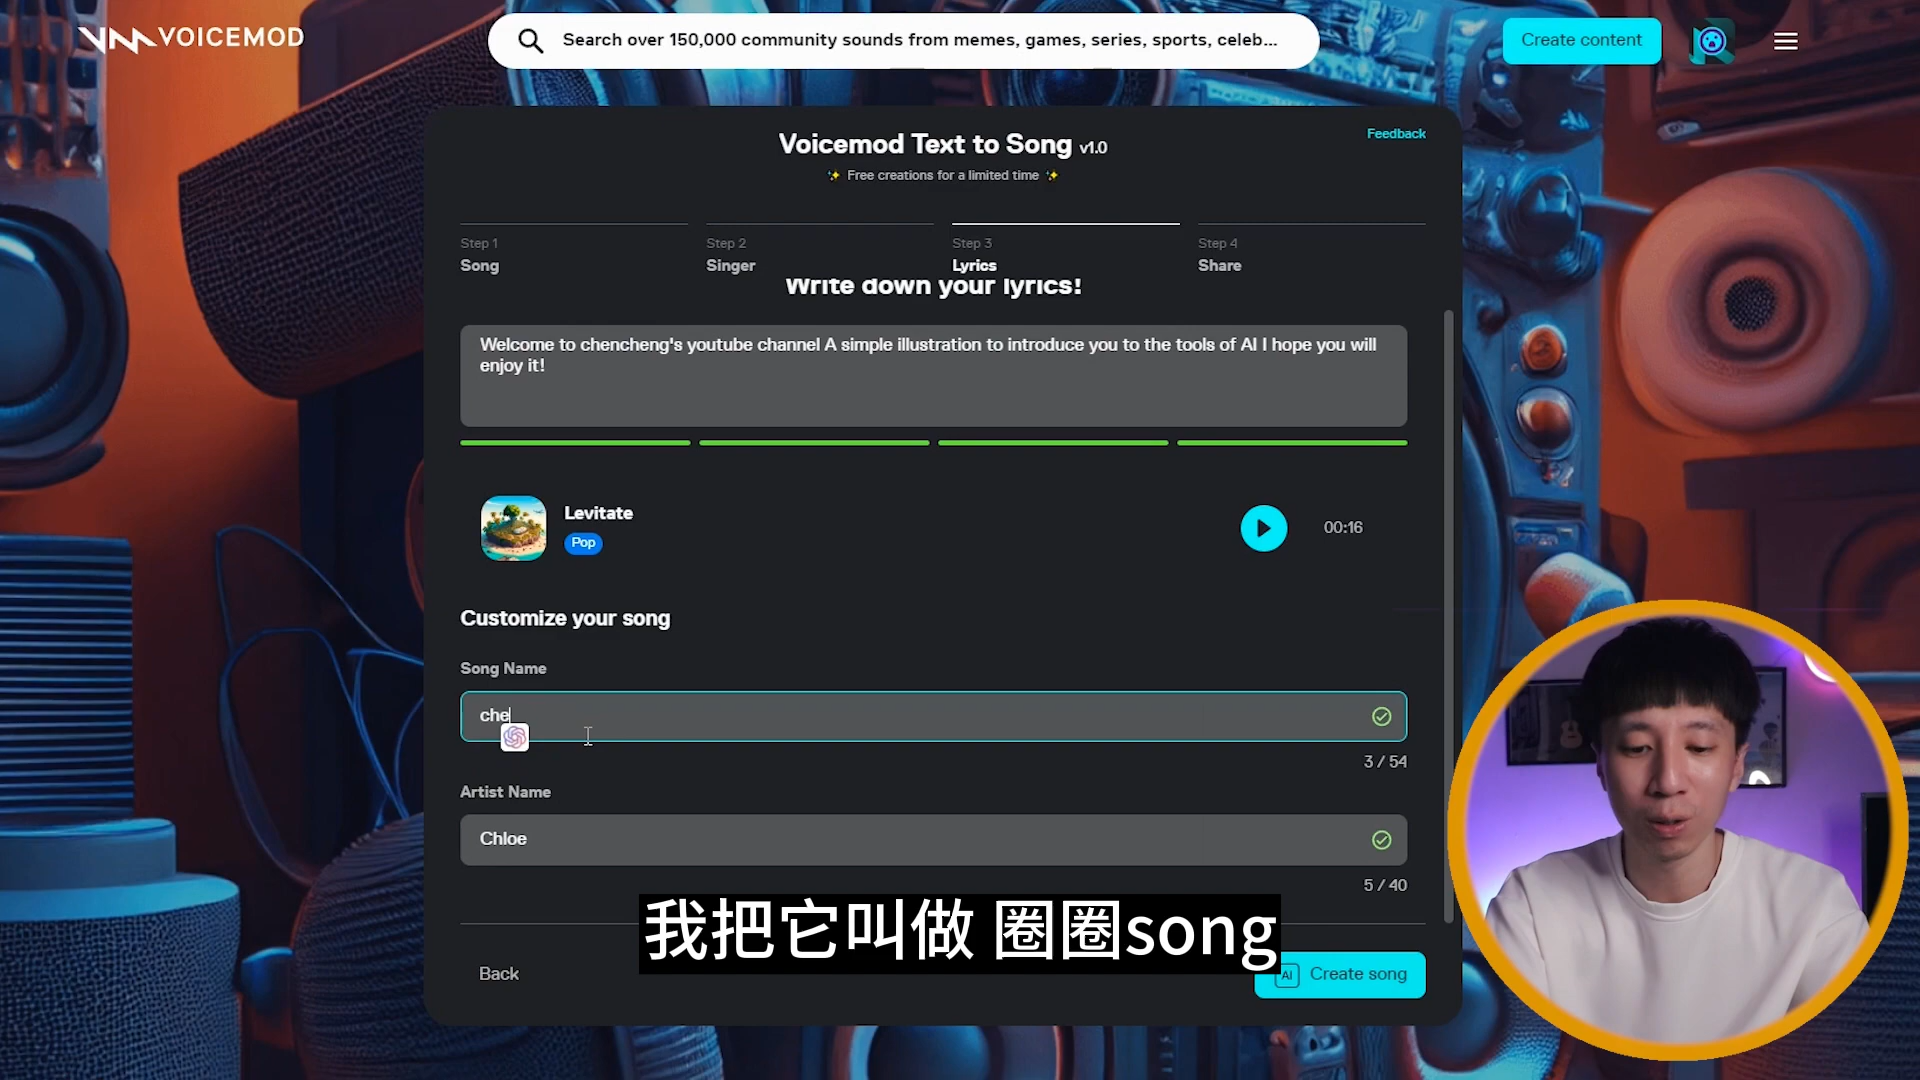 VOICEMOD
Search over 150,000 community sounds from memes, games, series, sports, celeb...
Create content
Feedback
Voicemod Text to Song v1.0
✨ Free creations for a limited time ✨
Step 1
Song
Step 2
Singer
Step 3
Lyrics
Step 4
Share
Write down your lyrics!
Welcome to chencheng's youtube channel A simple illustration to introduce you to the tools of AI I hope you will
enjoy it!
Levitate
Pop
00:16
Customize your song
Song Name
che
3 / 54
Artist Name
Chloe
5 / 40
我把它叫做 圈圈song
Back
AI Create song